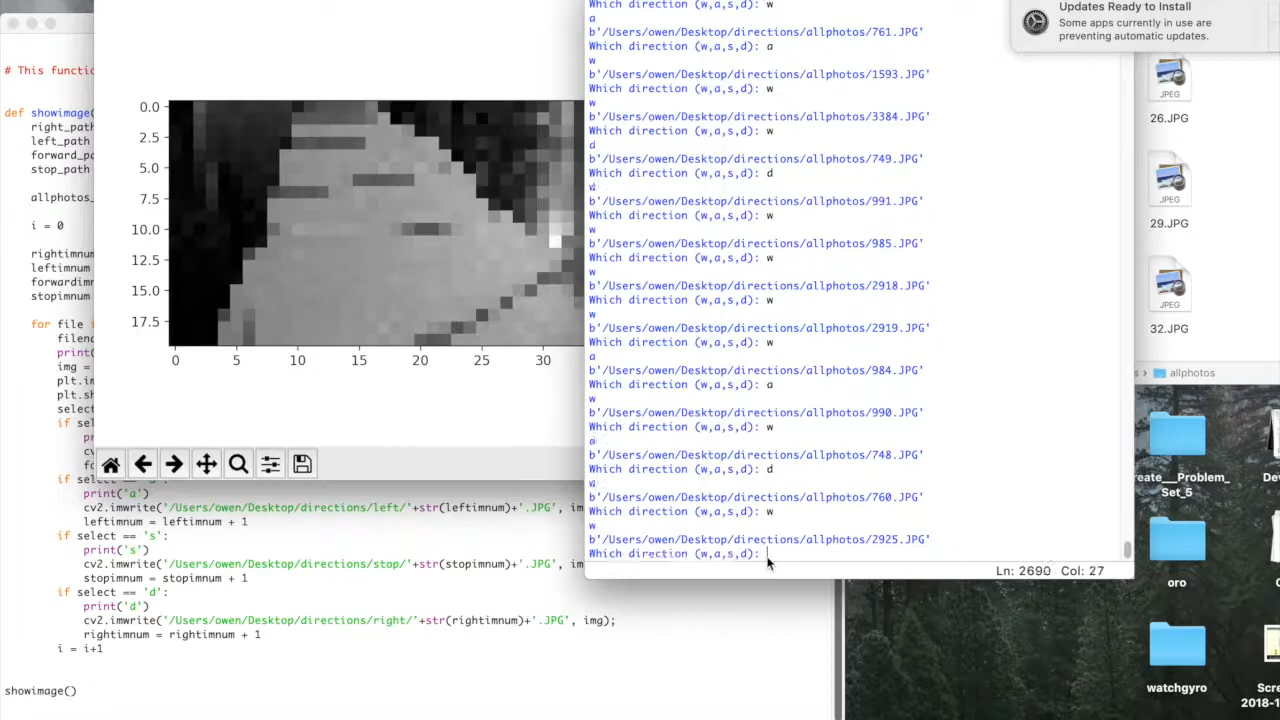 # This functi
def showimage(
right_path
left_path
forward_pa
stop_path
allphotos_
i = 0
rightimnum
leftimnum
forwardimn
stopimnum
for file i
filena
print(
img =
plt.im
plt.sh
select
if sel
pr
cv
fo
if select == 'a':
print('a')
cv2.imwrite('/Users/owen/Desktop/directions/left/'+str(leftimnum)+'.JPG', im
leftimnum = leftimnum + 1
if select == 's':
print('s')
cv2.imwrite('/Users/owen/Desktop/directions/stop/'+str(stopimnum)+'.JPG', im
stopimnum = stopimnum + 1
if select == 'd':
print('d')
cv2.imwrite('/Users/owen/Desktop/directions/right/'+str(rightimnum)+'.JPG', img);
rightimnum = rightimnum + 1
i = i+1
showimage()
0.0
2.5
5.0
7.5
10.0
12.5
15.0
17.5
0 5 10 15 20 25 30
Which direction (w,a,s,d): w
a
b'/Users/owen/Desktop/directions/allphotos/761.JPG'
Which direction (w,a,s,d): a
w
b'/Users/owen/Desktop/directions/allphotos/1593.JPG'
Which direction (w,a,s,d): w
w
b'/Users/owen/Desktop/directions/allphotos/3384.JPG'
Which direction (w,a,s,d): w
d
b'/Users/owen/Desktop/directions/allphotos/749.JPG'
Which direction (w,a,s,d): d
b'/Users/owen/Desktop/directions/allphotos/991.JPG'
Which direction (w,a,s,d): w
w
b'/Users/owen/Desktop/directions/allphotos/985.JPG'
Which direction (w,a,s,d): w
w
b'/Users/owen/Desktop/directions/allphotos/2918.JPG'
Which direction (w,a,s,d): w
w
b'/Users/owen/Desktop/directions/allphotos/2919.JPG'
Which direction (w,a,s,d): w
a
b'/Users/owen/Desktop/directions/allphotos/984.JPG'
Which direction (w,a,s,d): a
w
b'/Users/owen/Desktop/directions/allphotos/990.JPG'
Which direction (w,a,s,d): w
b'/Users/owen/Desktop/directions/allphotos/748.JPG'
Which direction (w,a,s,d): d
w
b'/Users/owen/Desktop/directions/allphotos/760.JPG'
Which direction (w,a,s,d): w
w
b'/Users/owen/Desktop/directions/allphotos/2925.JPG'
Which direction (w,a,s,d):
Ln: 2690 Col: 27
Updates Ready to Install
Some apps currently in use are
preventing automatic updates.
JPEG
26.JPG
JPEG
29.JPG
JPEG
32.JPG
s › allphotos
reate__Problem_
Set_5
De
oro
watchgyro
Scre
2018-1